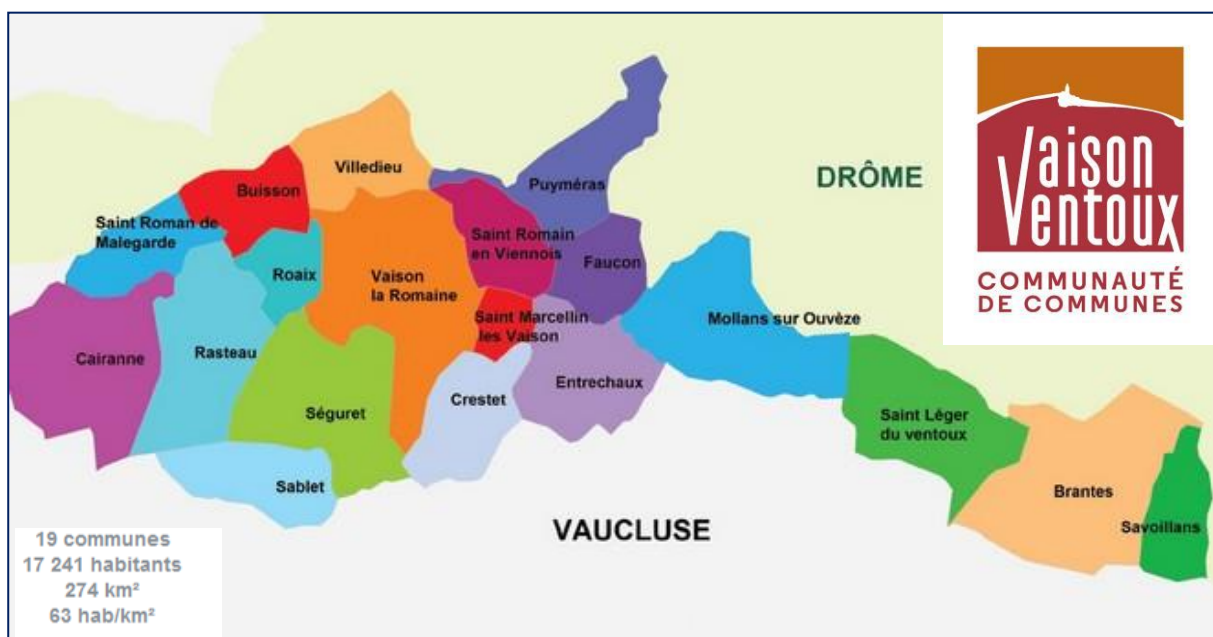 Villedieu
Buisson
Puyméras
DRÔME
Saint Roman de
Malegarde
Saint Romain
en Viennois
Roaix
Vaison
la Romaine
Faucon
Saint Marcellin
les Vaison
Mollans sur Ouvèze
Cairanne
Rasteau
Entrechaux
Crestet
Séguret
Saint Léger
du ventoux
Sablet
Brantes
Savoillans
VAUCLUSE
Vaison
Ventoux
COMMUNAUTÉ
DE COMMUNES
19 communes
17 241 habitants
274 km²
63 hab/km²